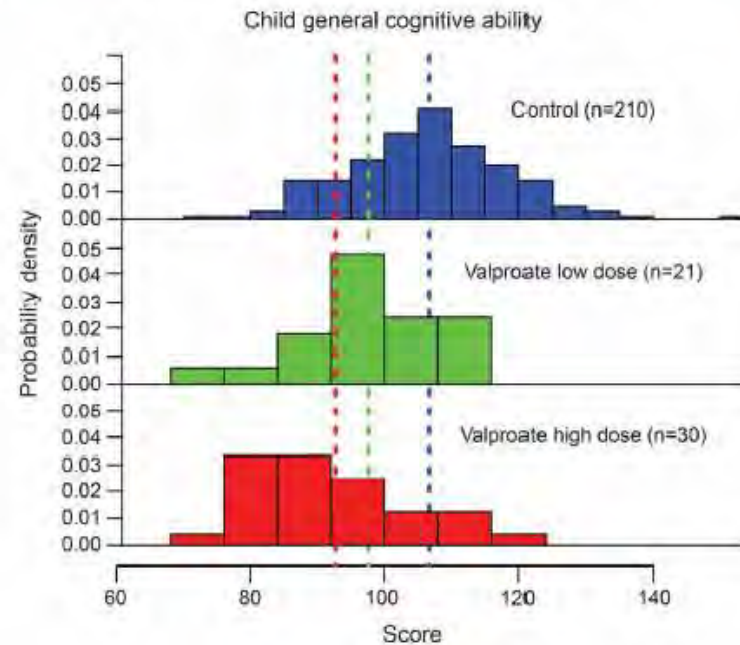 Child general cognitive ability
Probability density
0.05
0.04
0.03
0.02
0.01
0.00
Control (n=210)
0.05
0.04
0.03
0.02
0.01
0.00
Valproate low dose (n=21)
0.05
0.04
0.03
0.02
0.01
0.00
Valproate high dose (n=30)
60 80 100 120 140
Score